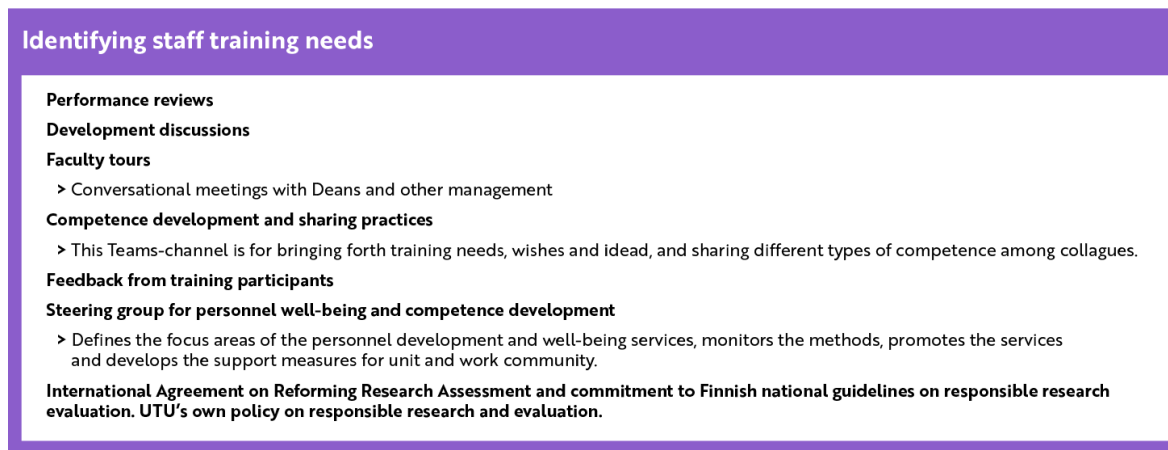 Identifying staff training needs
Performance reviews
Development discussions
Faculty tours
> Conversational meetings with Deans and other management
Competence development and sharing practices
> This Teams-channel is for bringing forth training needs, wishes and idead, and sharing different types of competence among collagues.
Feedback from training participants
Steering group for personnel well-being and competence development
> Defines the focus areas of the personnel development and well-being services, monitors the methods, promotes the services
and develops the support measures for unit and work community.
International Agreement on Reforming Research Assessment and commitment to Finnish national guidelines on responsible research
evaluation. UTU’s own policy on responsible research and evaluation.